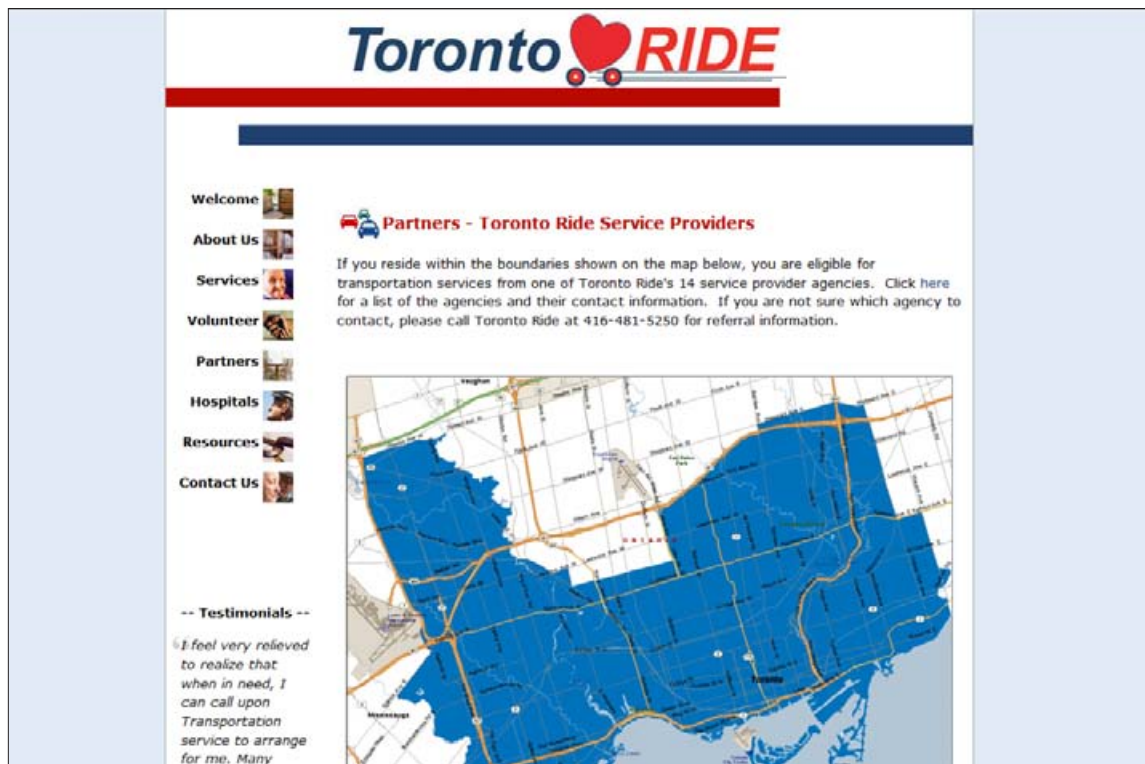 Toronto RIDE
Welcome
About Us
Services
Volunteer
Partners
Hospitals
Resources
Contact Us
-- Testimonials --
I feel very relieved
to realize that
when in need, I
can call upon
Transportation
service to arrange
for me. Many
Partners - Toronto Ride Service Providers
If you reside within the boundaries shown on the map below, you are eligible for
transportation services from one of Toronto Ride's 14 service provider agencies. Click here
for a list of the agencies and their contact information. If you are not sure which agency to
contact, please call Toronto Ride at 416-481-5250 for referral information.
Vaughan
ONTARIO
Toronto
Mississauga